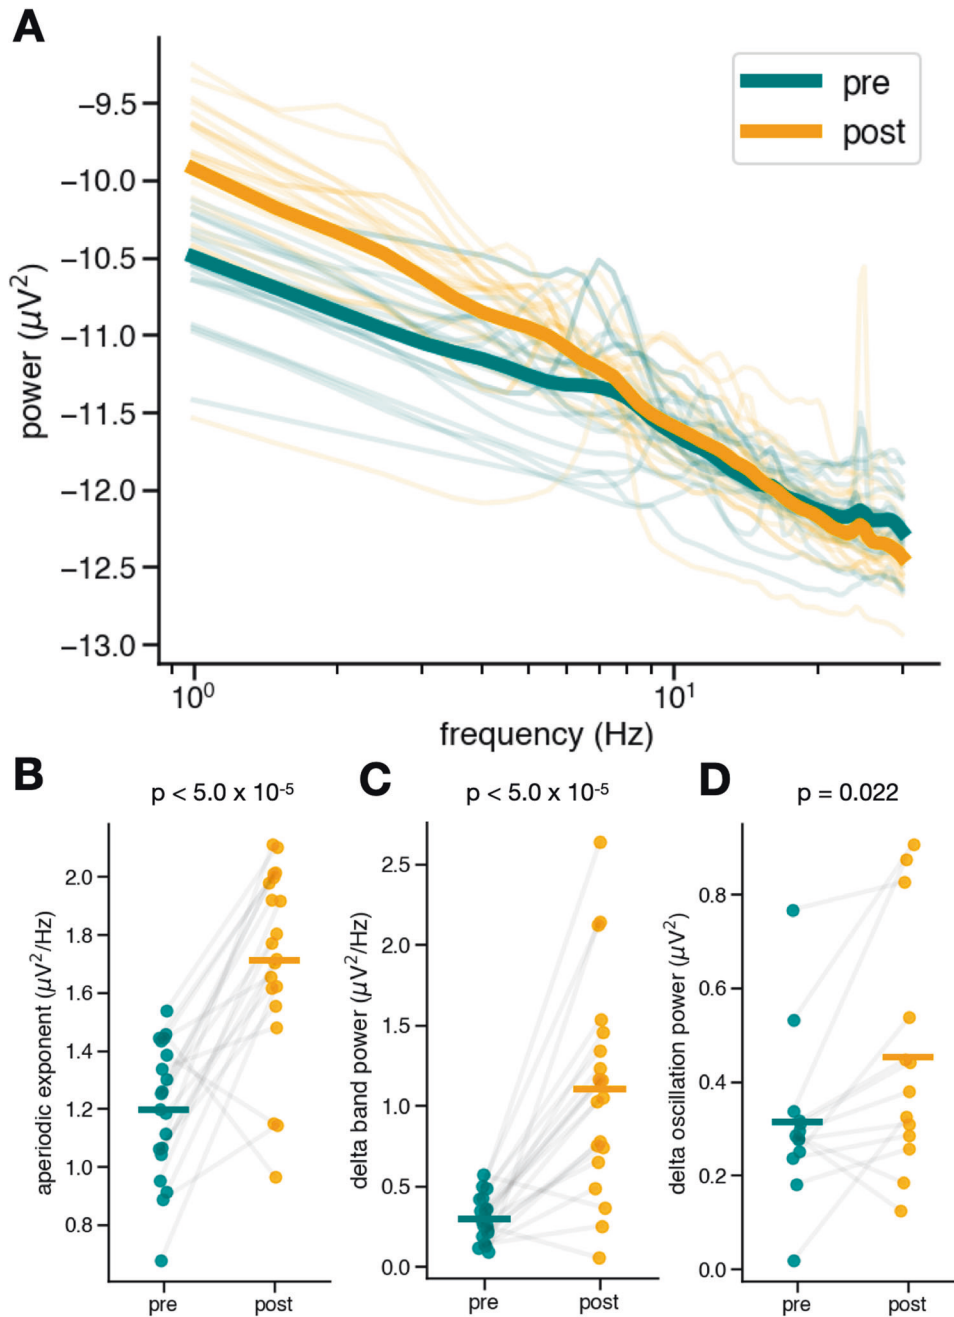 A
pre
post
−9.5
−10.0
−10.5
−11.0
−11.5
−12.0
−12.5
−13.0
power (μV²)
10⁰
10¹
frequency (Hz)
B
p < 5.0 x 10⁻⁵
2.0
1.8
1.6
1.4
1.2
1.0
0.8
aperiodic exponent (μV²/Hz)
pre
post
C
p < 5.0 x 10⁻⁵
2.5
2.0
1.5
1.0
0.5
0.0
delta band power (μV²/Hz)
pre
post
D
p = 0.022
0.8
0.6
0.4
0.2
0.0
delta oscillation power (μV²)
pre
post